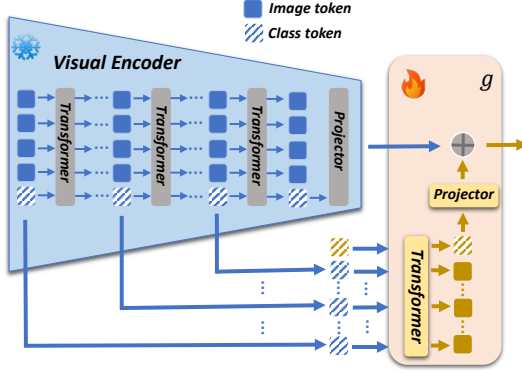 Image token
Class token
Visual Encoder
g
Transformer
Transformer
Transformer
Projector
Projector
Transformer